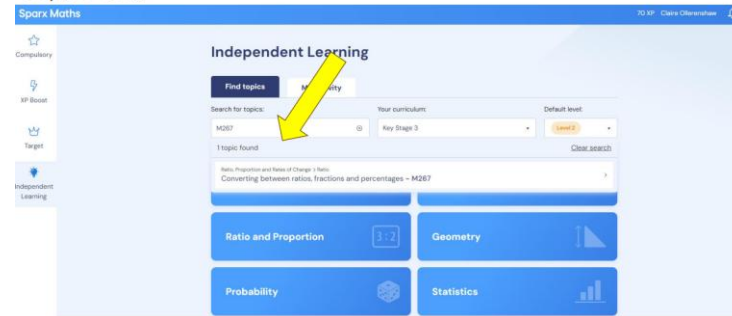 Sparx Maths
70 XP Claire Ollerenshaw
Compulsory
XP Boost
Target
Independent
Learning
Independent Learning
Find topics
Search for topics:
Your curriculum:
Default level:
M267
Key Stage 3
Level 2
1 topic found
Clear search
Ratio, Proportion and Rates of Change > Ratio
Converting between ratios, fractions and percentages - M267
Ratio and Proportion
3:2
Geometry
Probability
Statistics